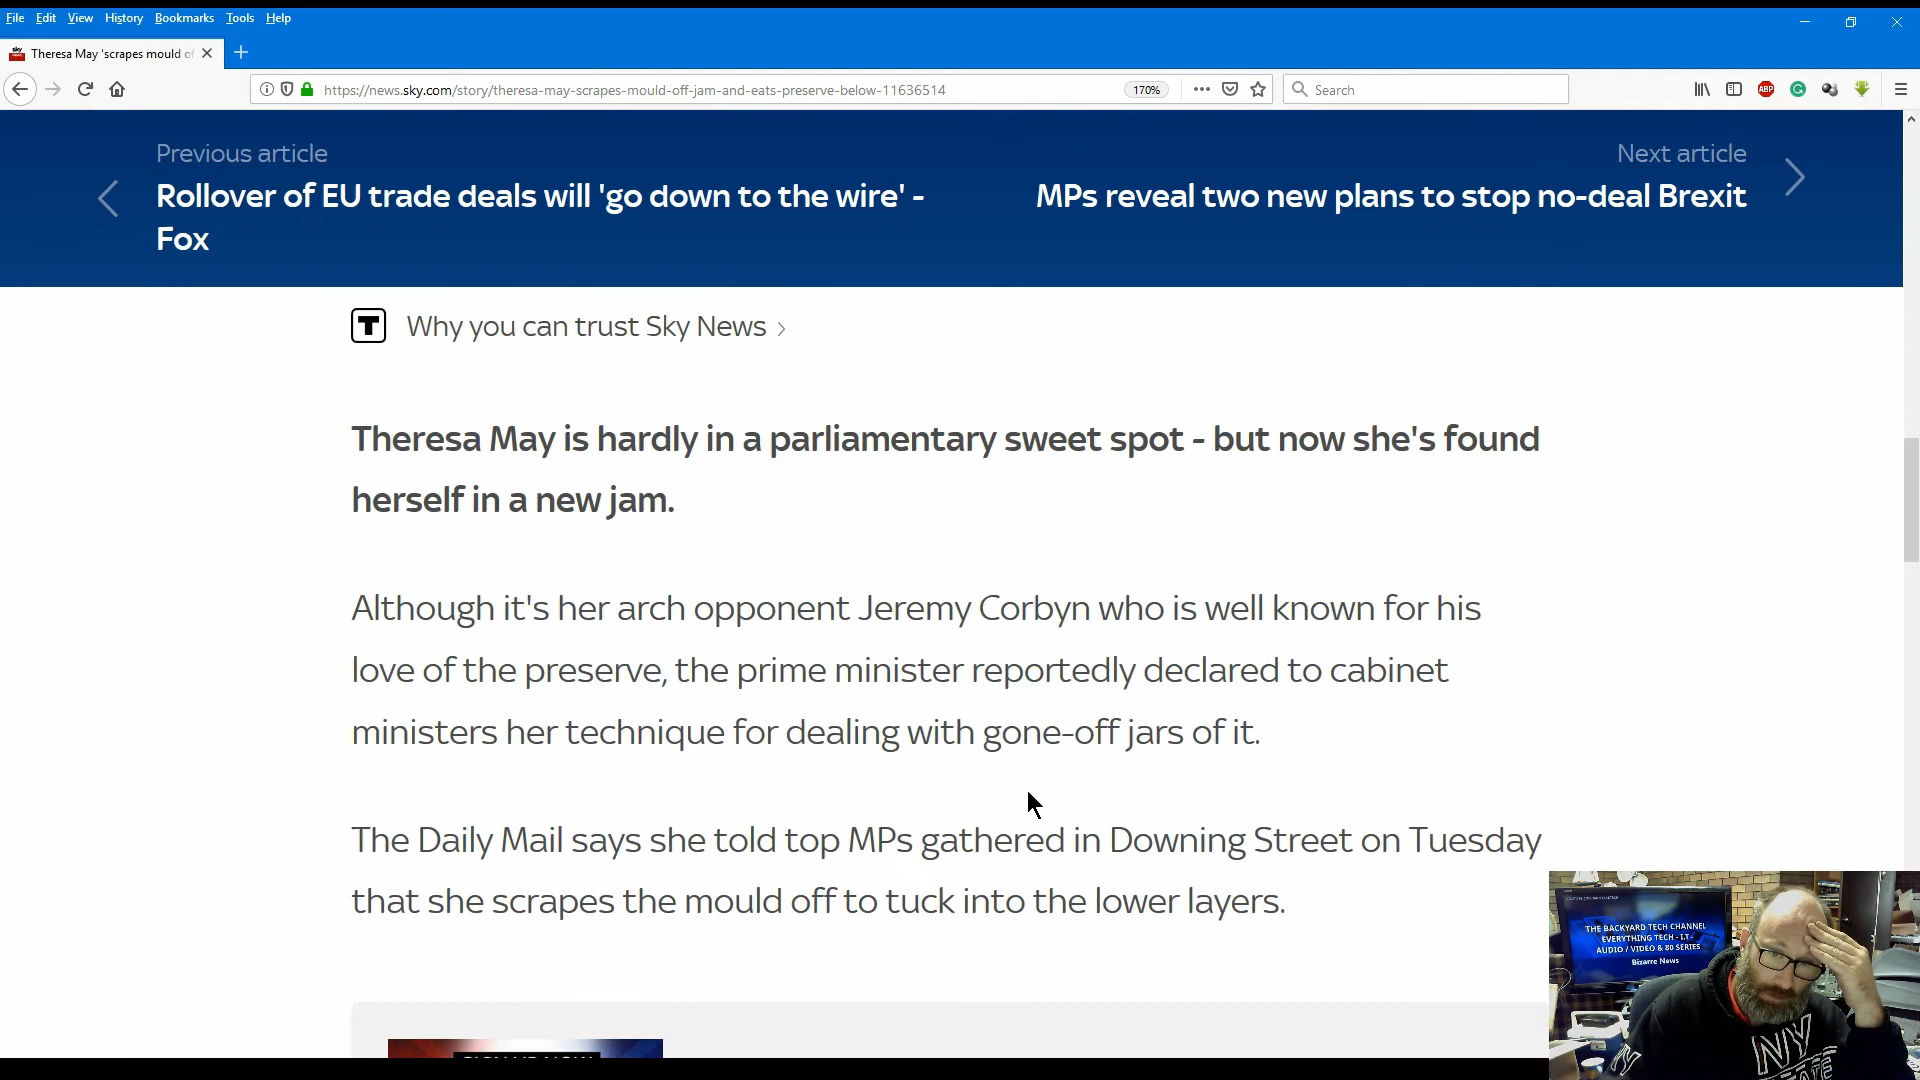 File Edit View History Bookmarks Tools Help
sky news
Theresa May 'scrapes mould of
https://news.sky.com/story/theresa-may-scrapes-mould-off-jam-and-eats-preserve-below-11636514
170%
Search
ABP
Previous article
Rollover of EU trade deals will 'go down to the wire' -
Fox
Next article
MPs reveal two new plans to stop no-deal Brexit
T Why you can trust Sky News
Theresa May is hardly in a parliamentary sweet spot - but now she's found
herself in a new jam.
Although it's her arch opponent Jeremy Corbyn who is well known for his
love of the preserve, the prime minister reportedly declared to cabinet
ministers her technique for dealing with gone-off jars of it.
The Daily Mail says she told top MPs gathered in Downing Street on Tuesday
that she scrapes the mould off to tuck into the lower layers.
THE BACKYARD TECH CHANNEL
EVERYTHING TECH - I.T -
AUDIO / VIDEO & 80 SERIES
Bizarre News
NY